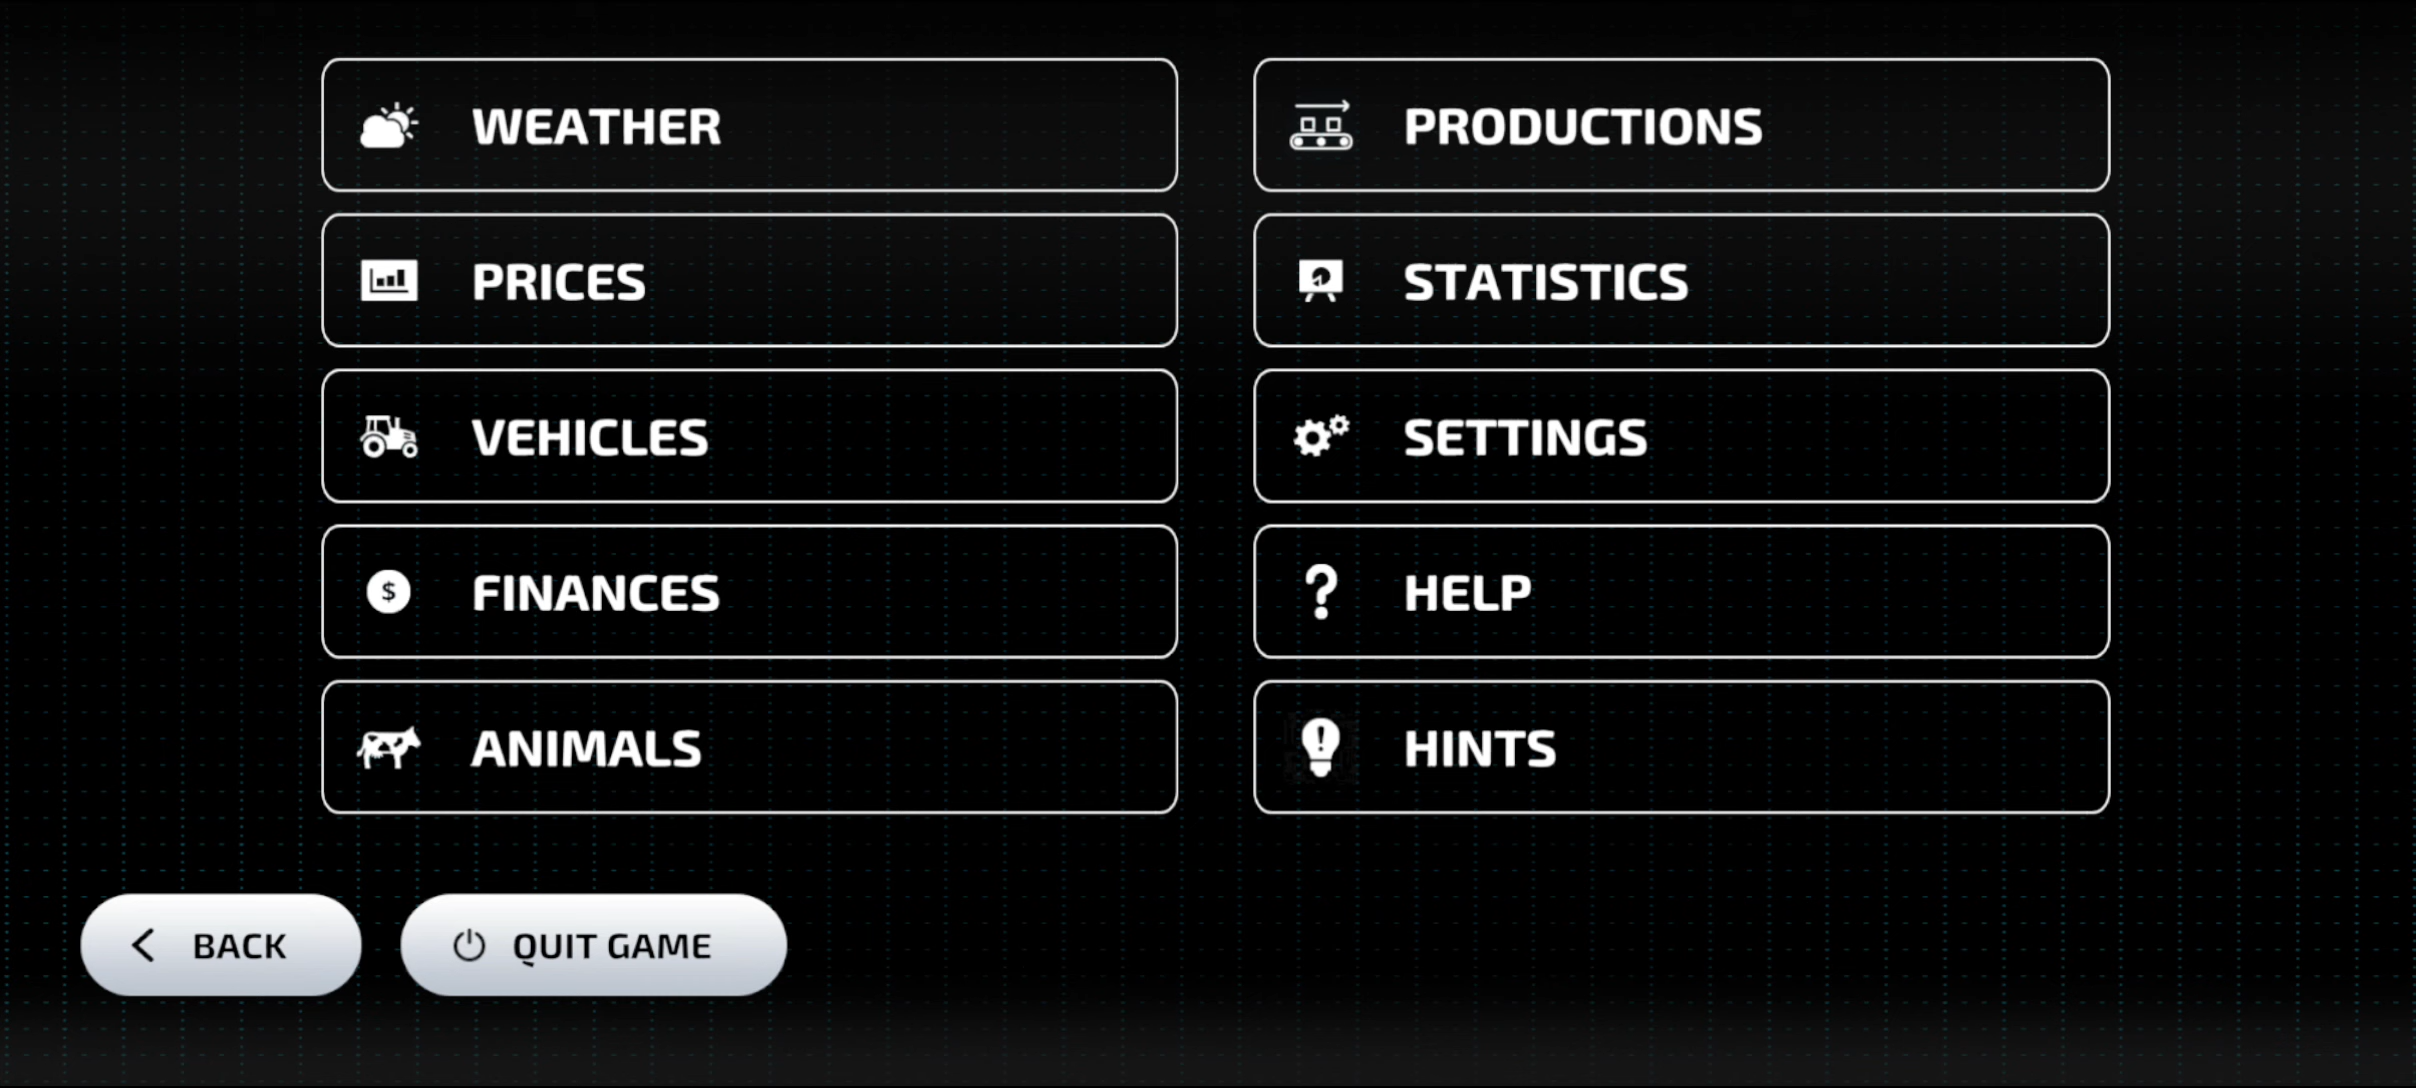 WEATHER
PRICES
VEHICLES
FINANCES
ANIMALS
PRODUCTIONS
STATISTICS
SETTINGS
HELP
HINTS
BACK
QUIT GAME